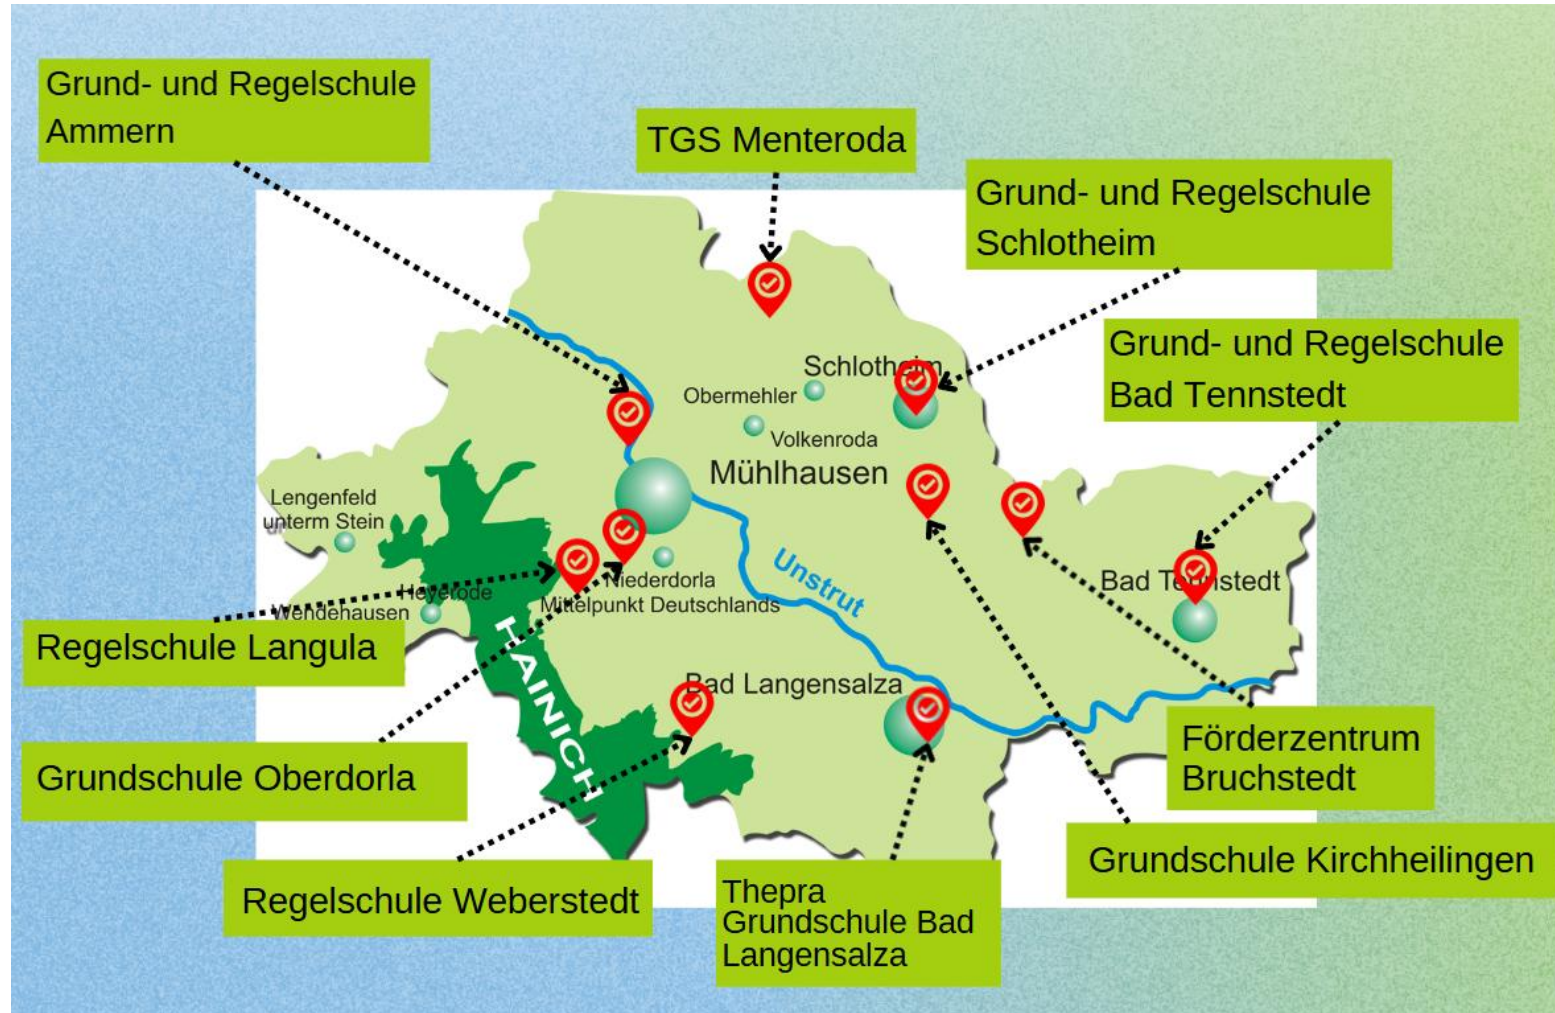 Grund- und Regelschule
Ammern
TGS Menteroda
Grund- und Regelschule
Schlotheim
Grund- und Regelschule
Bad Tennstedt
Schlotheim
Obermehler
Volkenroda
Mühlhausen
Lengenfeld
unterm Stein
Unstrut
Bad Tennstedt
Niederdorla
Mittelpunkt Deutschlands
Heyerode
Wendehausen
HAINICH
Regelschule Langula
Bad Langensalza
Grundschule Oberdorla
Förderzentrum
Bruchstedt
Grundschule Kirchheilingen
Regelschule Weberstedt
Thepra
Grundschule Bad
Langensalza